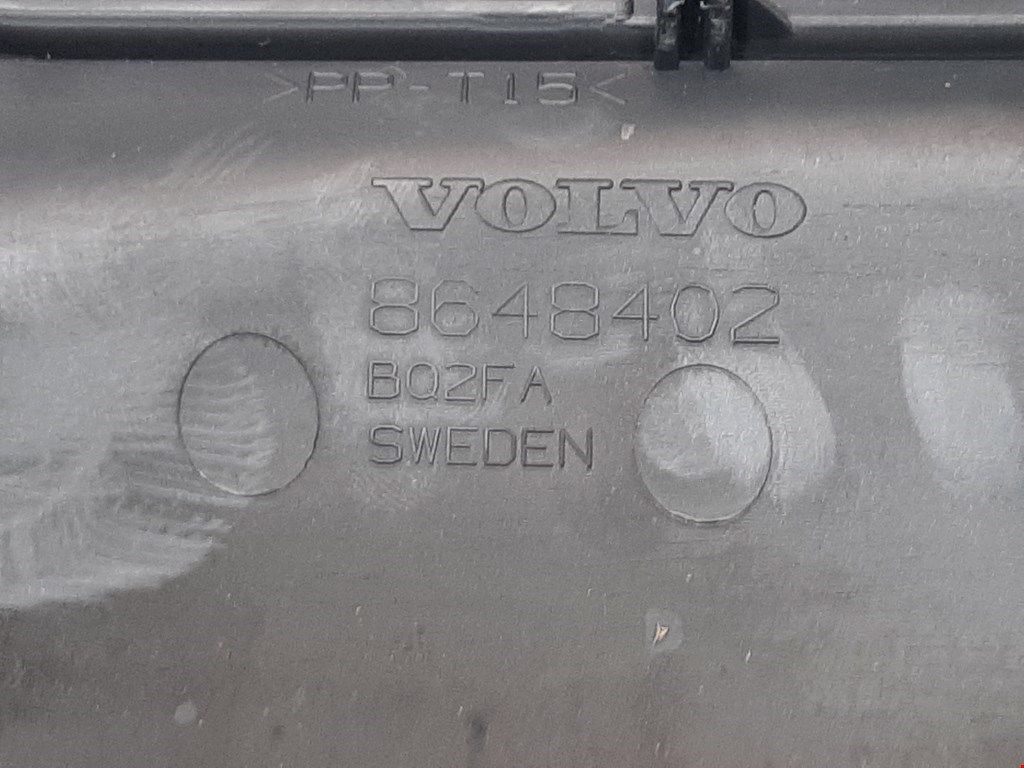 >PP-T15<
VOLVO
8648402
BQ2FA
SWEDEN